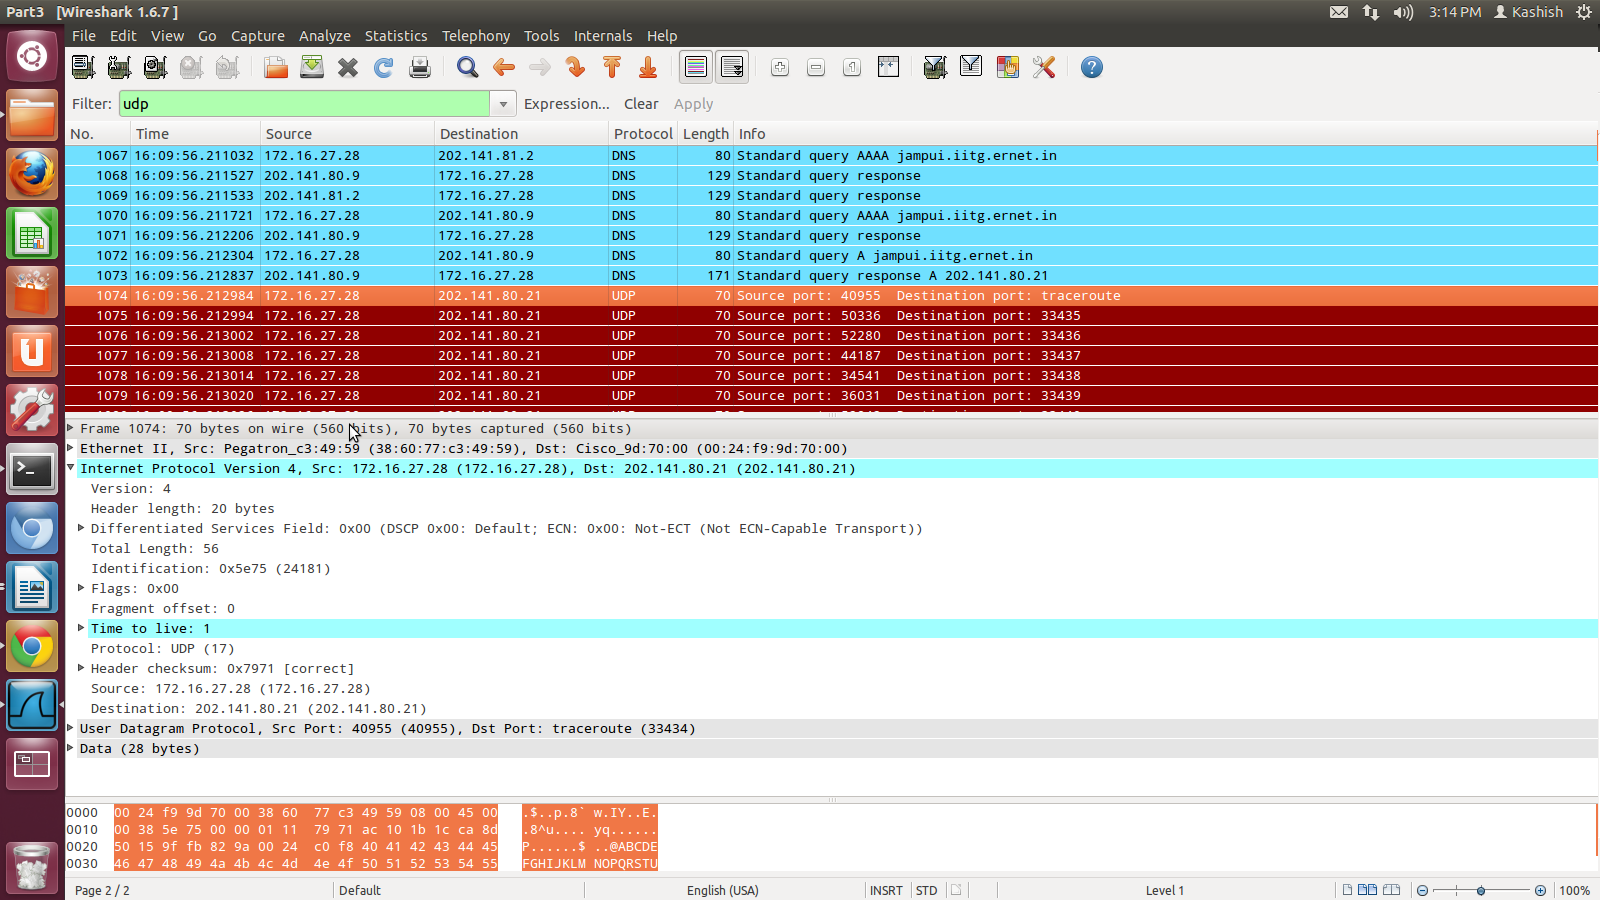 Part3 [Wireshark 1.6.7 ]
3:14 PM Kashish
File Edit View Go Capture Analyze Statistics Telephony Tools Internals Help
Filter: udp Expression... Clear Apply
No. Time Source Destination Protocol Length Info
1067 16:09:56.211032 172.16.27.28 202.141.81.2 DNS 80 Standard query AAAA jampui.iitg.ernet.in
1068 16:09:56.211527 202.141.80.9 172.16.27.28 DNS 129 Standard query response
1069 16:09:56.211533 202.141.81.2 172.16.27.28 DNS 129 Standard query response
1070 16:09:56.211721 172.16.27.28 202.141.80.9 DNS 80 Standard query AAAA jampui.iitg.ernet.in
1071 16:09:56.212206 202.141.80.9 172.16.27.28 DNS 129 Standard query response
1072 16:09:56.212304 172.16.27.28 202.141.80.9 DNS 80 Standard query A jampui.iitg.ernet.in
1073 16:09:56.212837 202.141.80.9 172.16.27.28 DNS 171 Standard query response A 202.141.80.21
1074 16:09:56.212984 172.16.27.28 202.141.80.21 UDP 70 Source port: 40955 Destination port: traceroute
1075 16:09:56.212994 172.16.27.28 202.141.80.21 UDP 70 Source port: 50336 Destination port: 33435
1076 16:09:56.213002 172.16.27.28 202.141.80.21 UDP 70 Source port: 52280 Destination port: 33436
1077 16:09:56.213008 172.16.27.28 202.141.80.21 UDP 70 Source port: 44187 Destination port: 33437
1078 16:09:56.213014 172.16.27.28 202.141.80.21 UDP 70 Source port: 34541 Destination port: 33438
1079 16:09:56.213020 172.16.27.28 202.141.80.21 UDP 70 Source port: 36031 Destination port: 33439
Frame 1074: 70 bytes on wire (560 bits), 70 bytes captured (560 bits)
Ethernet II, Src: Pegatron_c3:49:59 (38:60:77:c3:49:59), Dst: Cisco_9d:70:00 (00:24:f9:9d:70:00)
Internet Protocol Version 4, Src: 172.16.27.28 (172.16.27.28), Dst: 202.141.80.21 (202.141.80.21)
Version: 4
Header length: 20 bytes
Differentiated Services Field: 0x00 (DSCP 0x00: Default; ECN: 0x00: Not-ECT (Not ECN-Capable Transport))
Total Length: 56
Identification: 0x5e75 (24181)
Flags: 0x00
Fragment offset: 0
Time to live: 1
Protocol: UDP (17)
Header checksum: 0x7971 [correct]
Source: 172.16.27.28 (172.16.27.28)
Destination: 202.141.80.21 (202.141.80.21)
User Datagram Protocol, Src Port: 40955 (40955), Dst Port: traceroute (33434)
Data (28 bytes)
0000 00 24 f9 9d 70 00 38 60 77 c3 49 59 08 00 45 00 .$..p.8` w.IY..E.
0010 00 38 5e 75 00 00 01 11 79 71 ac 10 1b 1c ca 8d .8^u.... yq......
0020 50 15 9f fb 82 9a 00 24 c0 f8 40 41 42 43 44 45 P......$ ..@ABCDE
0030 46 47 48 49 4a 4b 4c 4d 4e 4f 50 51 52 53 54 55 FGHIJKLM NOPQRSTU
Page 2 / 2 Default English (USA) INSRT STD Level 1 100%